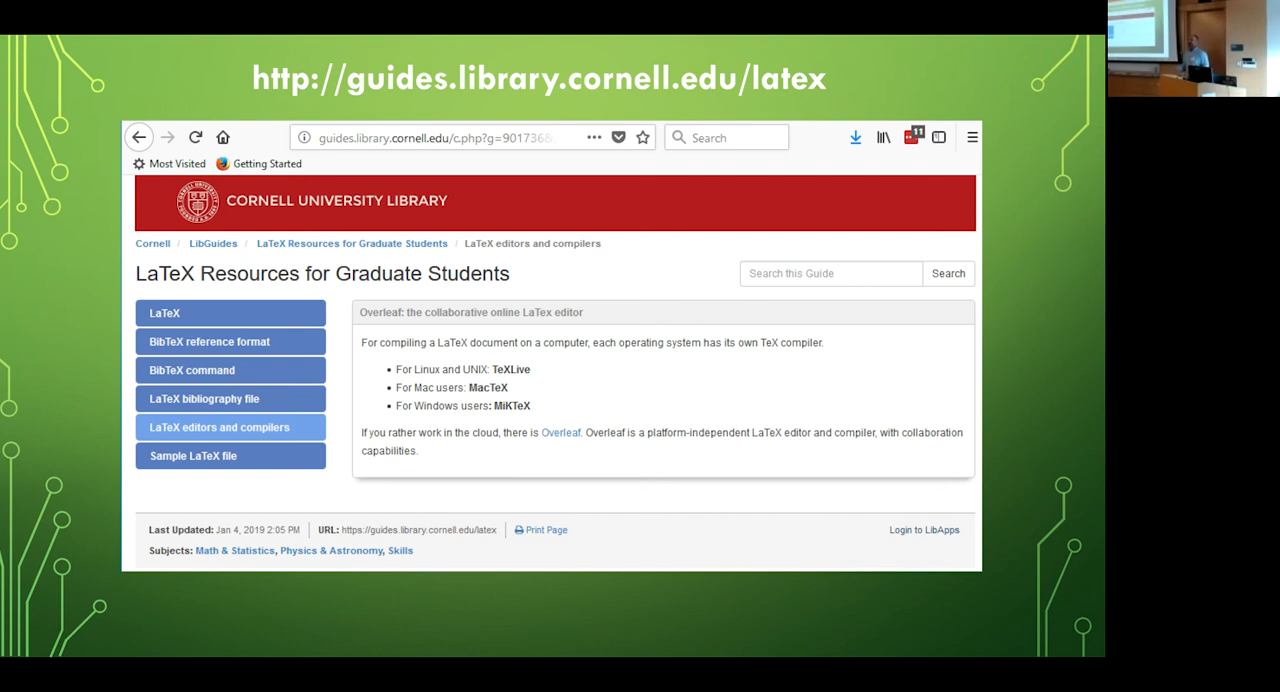 http://guides.library.cornell.edu/latex
guides.library.cornell.edu/c.php?g=901736&
Search
11
Most Visited
Getting Started
CORNELL UNIVERSITY LIBRARY
Cornell / LibGuides / LaTeX Resources for Graduate Students / LaTeX editors and compilers
LaTeX Resources for Graduate Students
Search this Guide
Search
LaTeX
BibTeX reference format
BibTeX command
LaTeX bibliography file
LaTeX editors and compilers
Sample LaTeX file
Overleaf: the collaborative online LaTex editor
For compiling a LaTeX document on a computer, each operating system has its own TeX compiler.
• For Linux and UNIX: TeXLive
• For Mac users: MacTeX
• For Windows users: MiKTeX
If you rather work in the cloud, there is Overleaf. Overleaf is a platform-independent LaTeX editor and compiler, with collaboration
capabilities.
Last Updated: Jan 4, 2019 2:05 PM
URL: https://guides.library.cornell.edu/latex
Print Page
Login to LibApps
Subjects: Math & Statistics, Physics & Astronomy, Skills